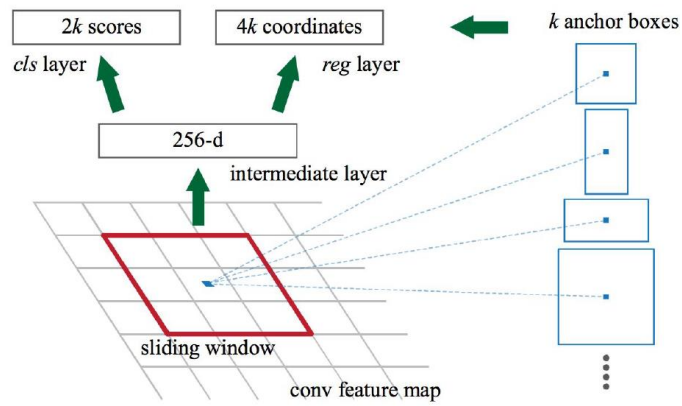 2k scores
4k coordinates
k anchor boxes
cls layer
reg layer
256-d
intermediate layer
sliding window
conv feature map